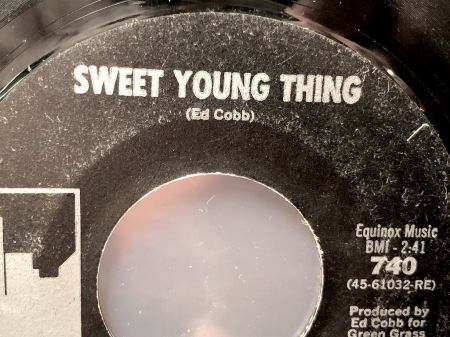 SWEET YOUNG THING
(Ed Cobb)
Equinox Music
BMI - 2:41
740
(45-61032-RE)
Produced by
Ed Cobb for
Green Grass